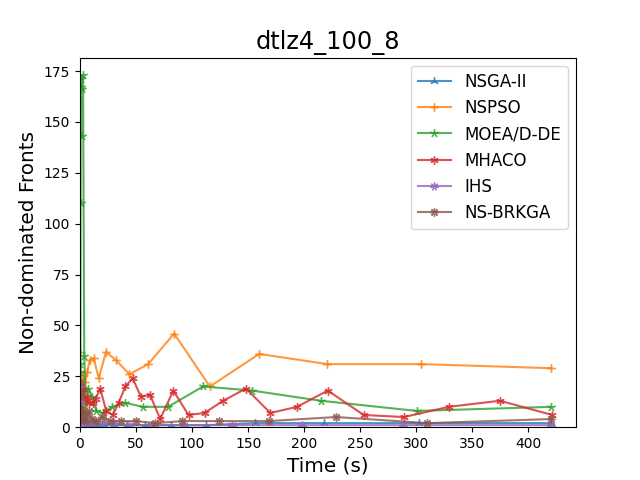 dtlz4_100_8
Non-dominated Fronts
175
150
125
100
75
50
25
0
0
50
100
150
200
250
300
350
400
Time (s)
NSGA-II
NSPSO
MOEA/D-DE
MHACO
IHS
NS-BRKGA